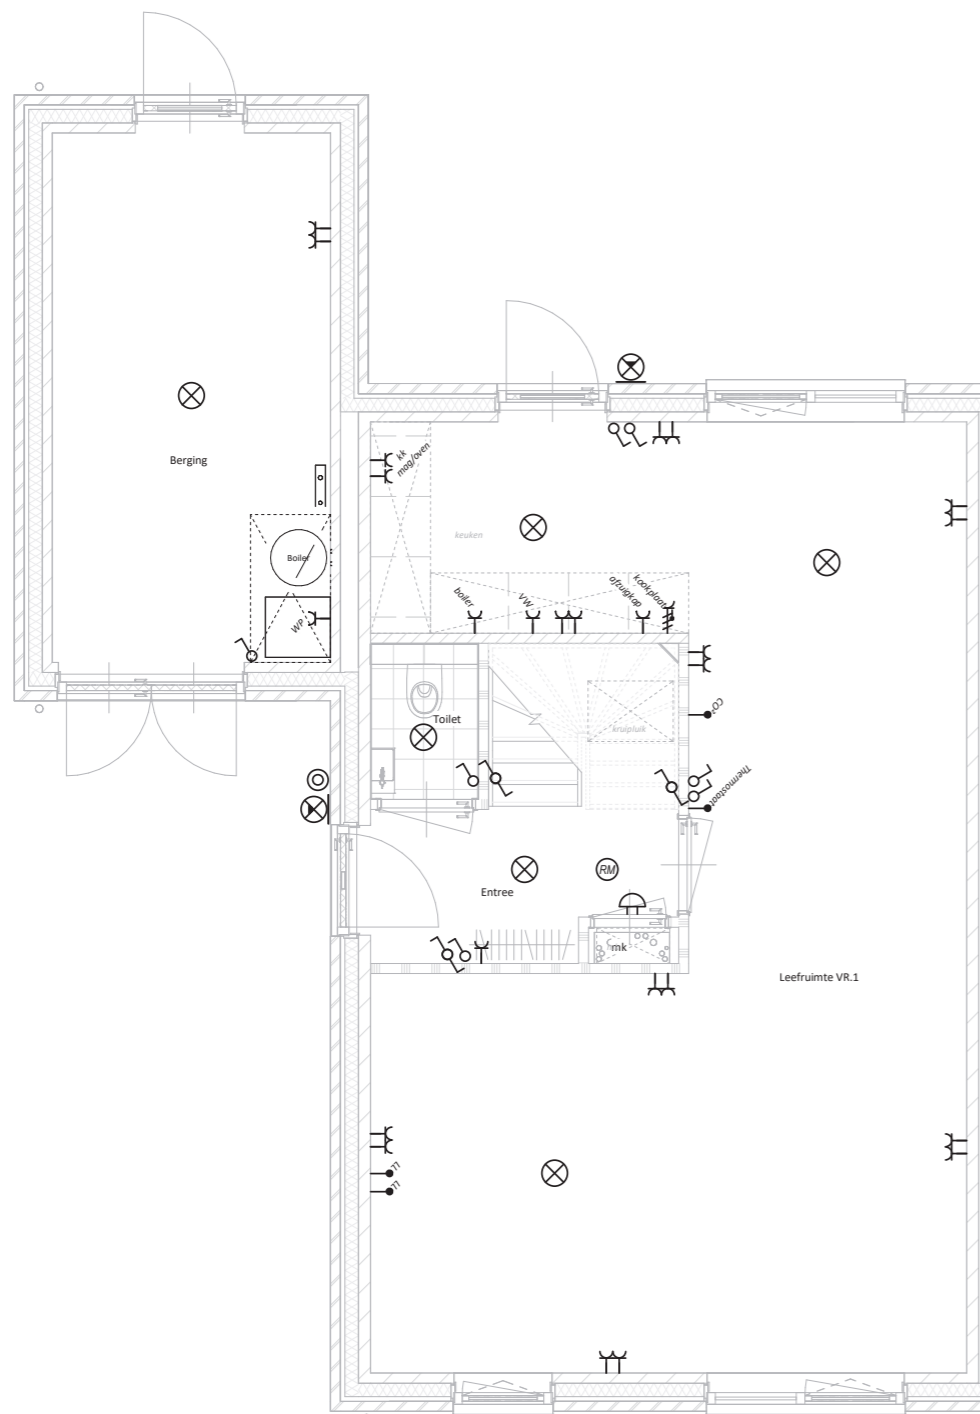 Berging
kk
mag/oven
keuken
Boiler
WP
boiler
VW
afzuigkap
kookplaat
Toilet
kruipluik
CO²
Thermostaat
RM
Entree
mk
Leefruimte VR.1